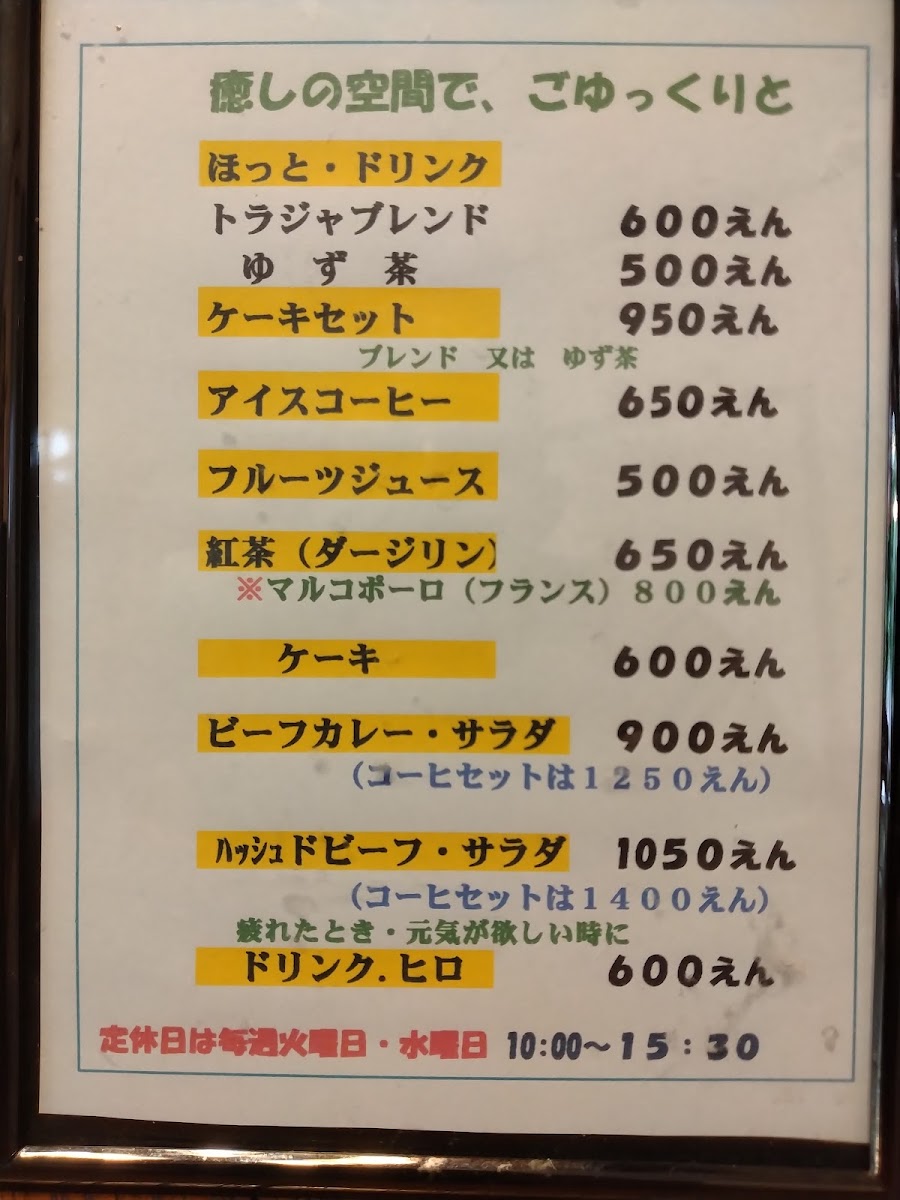 癒しの空間で、ごゆっくりと
ほっと・ドリンク
トラジャブレンド 600えん
ゆ ず 茶 500えん
ケーキセット 950えん
ブレンド 又は ゆず茶
アイスコーヒー 650えん
フルーツジュース 500えん
紅茶(ダージリン) 650えん
※マルコポーロ(フランス)800えん
ケーキ 600えん
ビーフカレー・サラダ 900えん
(コーヒセットは1250えん)
ﾊｯｼｭドビーフ・サラダ 1050えん
(コーヒセットは1400えん)
疲れたとき・元気が欲しい時に
ドリンク.ヒロ 600えん
定休日は毎週火曜日・水曜日 10:00～15:30